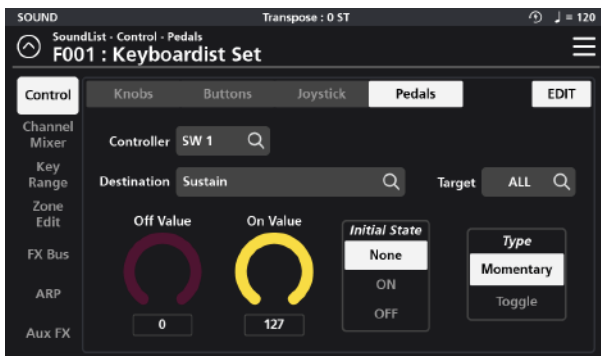 SOUND Transpose : 0 ST ♩ = 120
SoundList - Control - Pedals
F001 : Keyboardist Set
Control Knobs Buttons Joystick Pedals EDIT
Channel
Mixer
Controller SW 1
Key
Range
Destination Sustain Target ALL
Zone
Edit
Off Value On Value Initial State
None
ON
OFF
Type
Momentary
Toggle
FX Bus
ARP
0 127
Aux FX